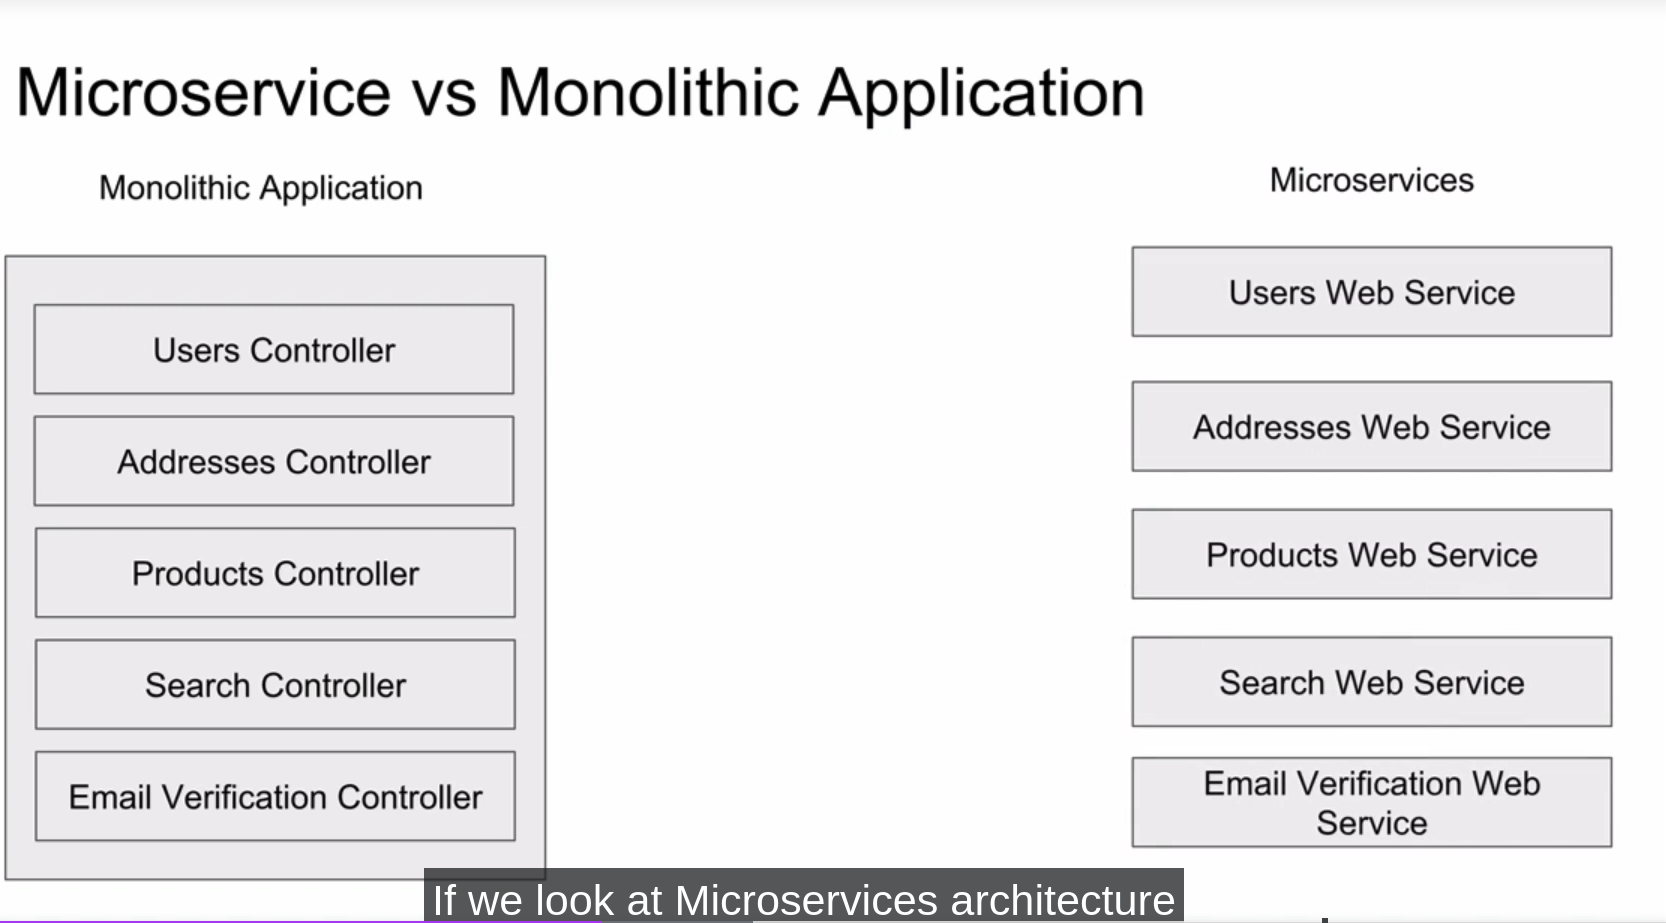 Microservice vs Monolithic Application
Monolithic Application
Users Controller
Addresses Controller
Products Controller
Search Controller
Email Verification Controller
Microservices
Users Web Service
Addresses Web Service
Products Web Service
Search Web Service
Email Verification Web
Service
If we look at Microservices architecture